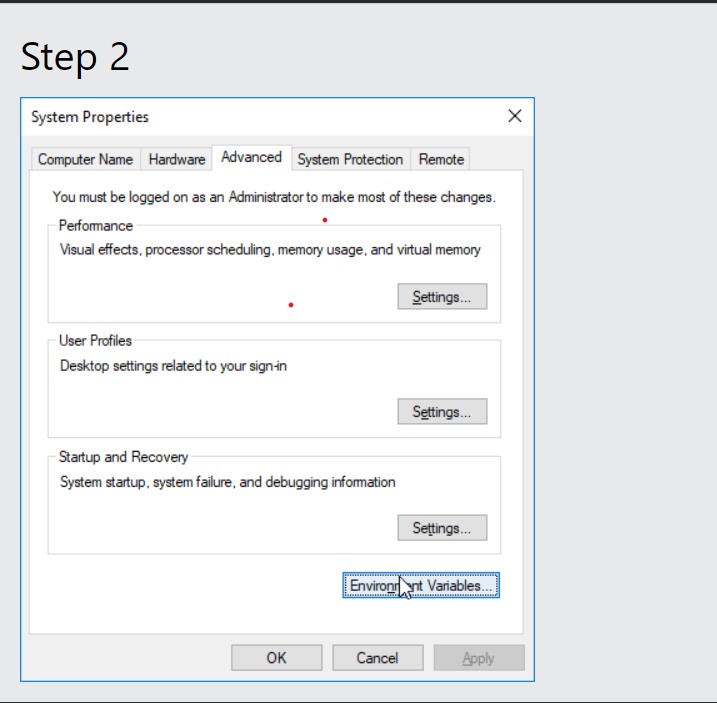 Step 2
System Properties
Computer Name Hardware Advanced System Protection Remote
You must be logged on as an Administrator to make most of these changes.
Performance
Visual effects, processor scheduling, memory usage, and virtual memory
Settings...
User Profiles
Desktop settings related to your sign-in
Settings...
Startup and Recovery
System startup, system failure, and debugging information
Settings...
Environment Variables...
OK Cancel Apply